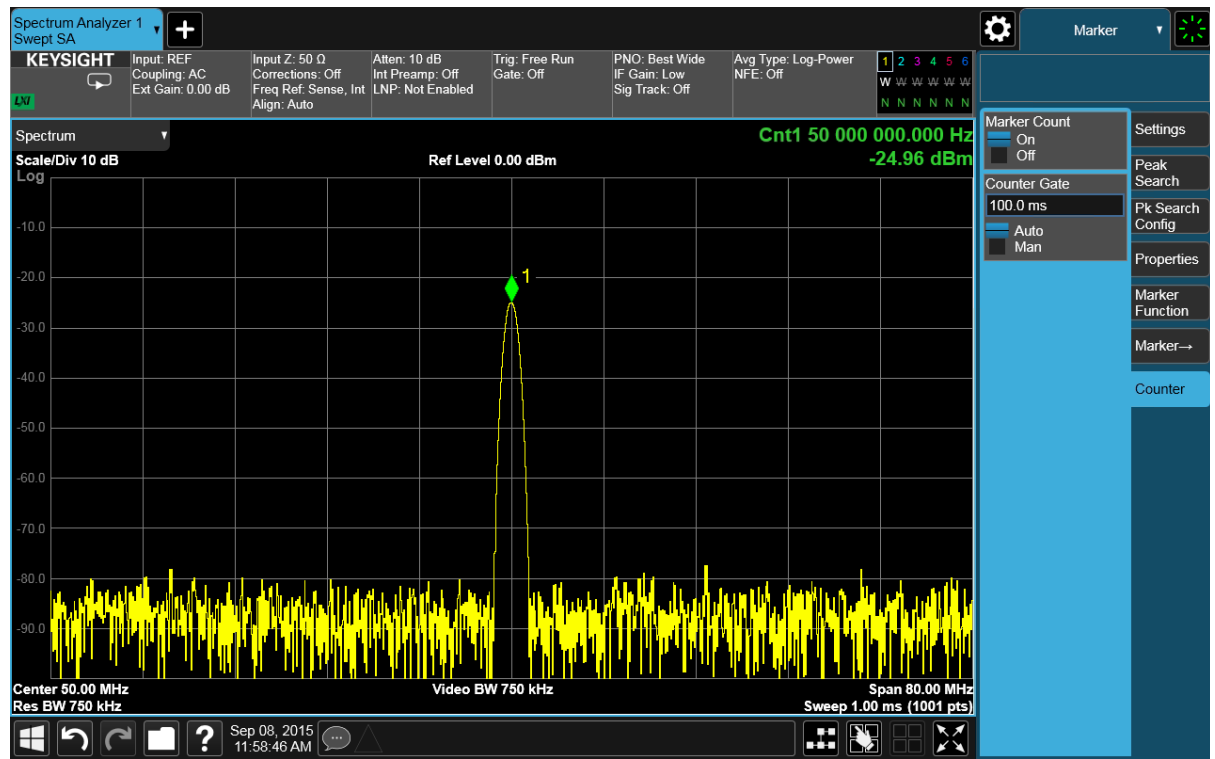 Spectrum Analyzer 1
Swept SA
Marker
KEYSIGHT
LXI
Input: REF
Coupling: AC
Ext Gain: 0.00 dB
Input Z: 50 Ω
Corrections: Off
Freq Ref: Sense, Int
Align: Auto
Atten: 10 dB
Int Preamp: Off
LNP: Not Enabled
Trig: Free Run
Gate: Off
PNO: Best Wide
IF Gain: Low
Sig Track: Off
Avg Type: Log-Power
NFE: Off
1 2 3 4 5 6
W W W W W W
N N N N N N
Spectrum
Cnt1 50 000 000.000 Hz
Scale/Div 10 dB
Ref Level 0.00 dBm
-24.96 dBm
Log
-10.0
-20.0
1
-30.0
-40.0
-50.0
-60.0
-70.0
-80.0
-90.0
Center 50.00 MHz
Video BW 750 kHz
Span 80.00 MHz
Res BW 750 kHz
Sweep 1.00 ms (1001 pts)
Marker Count
On
Off
Counter Gate
100.0 ms
Auto
Man
Settings
Peak
Search
Pk Search
Config
Properties
Marker
Function
Marker→
Counter
?
Sep 08, 2015
11:58:46 AM